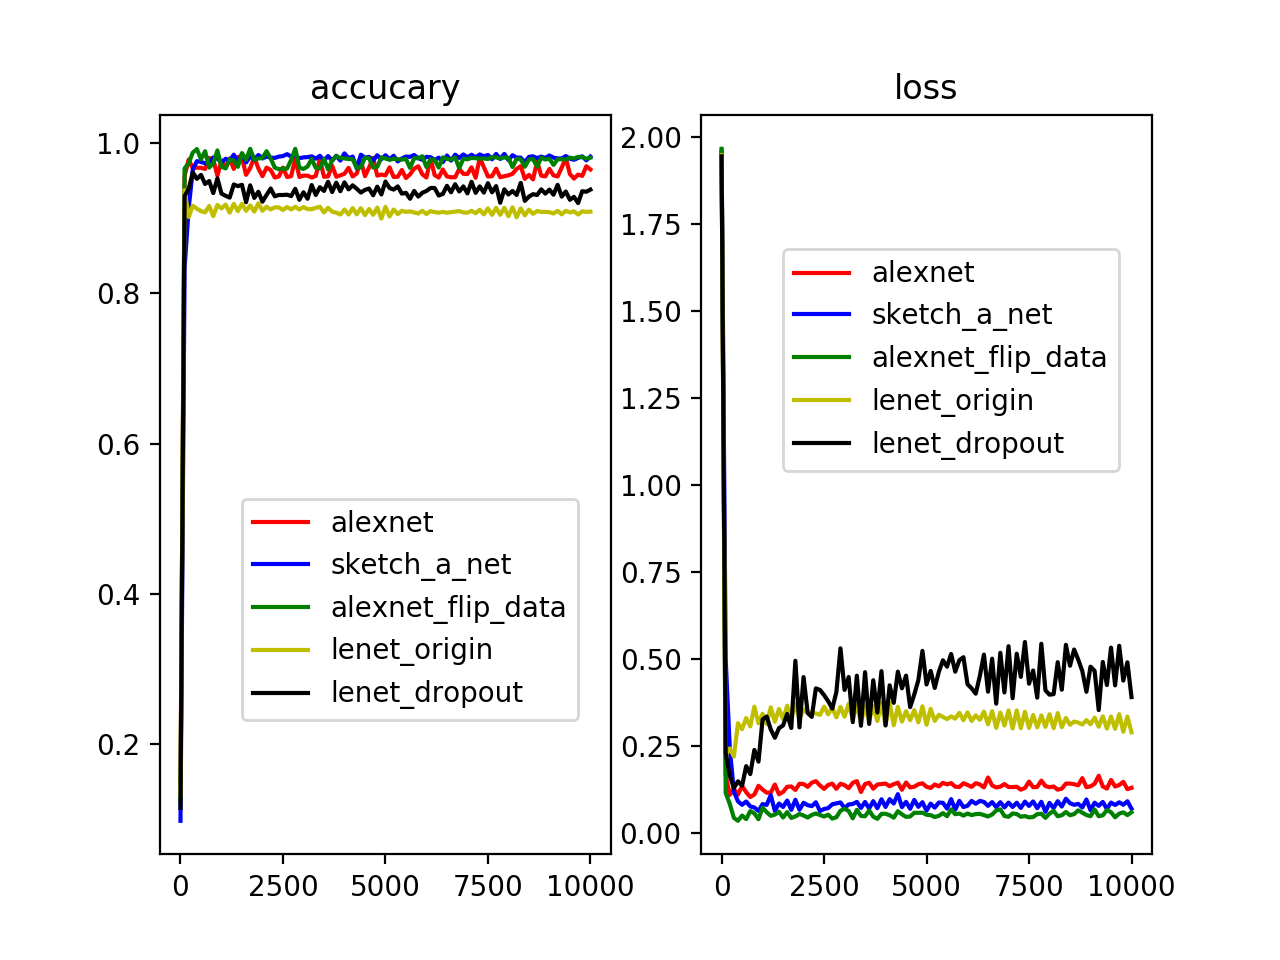 accucary
1.0
0.8
0.6
0.4
0.2
0
2500
5000
7500
10000
alexnet
sketch_a_net
alexnet_flip_data
lenet_origin
lenet_dropout
loss
2.00
1.75
1.50
1.25
1.00
0.75
0.50
0.25
0.00
0
2500
5000
7500
10000
alexnet
sketch_a_net
alexnet_flip_data
lenet_origin
lenet_dropout